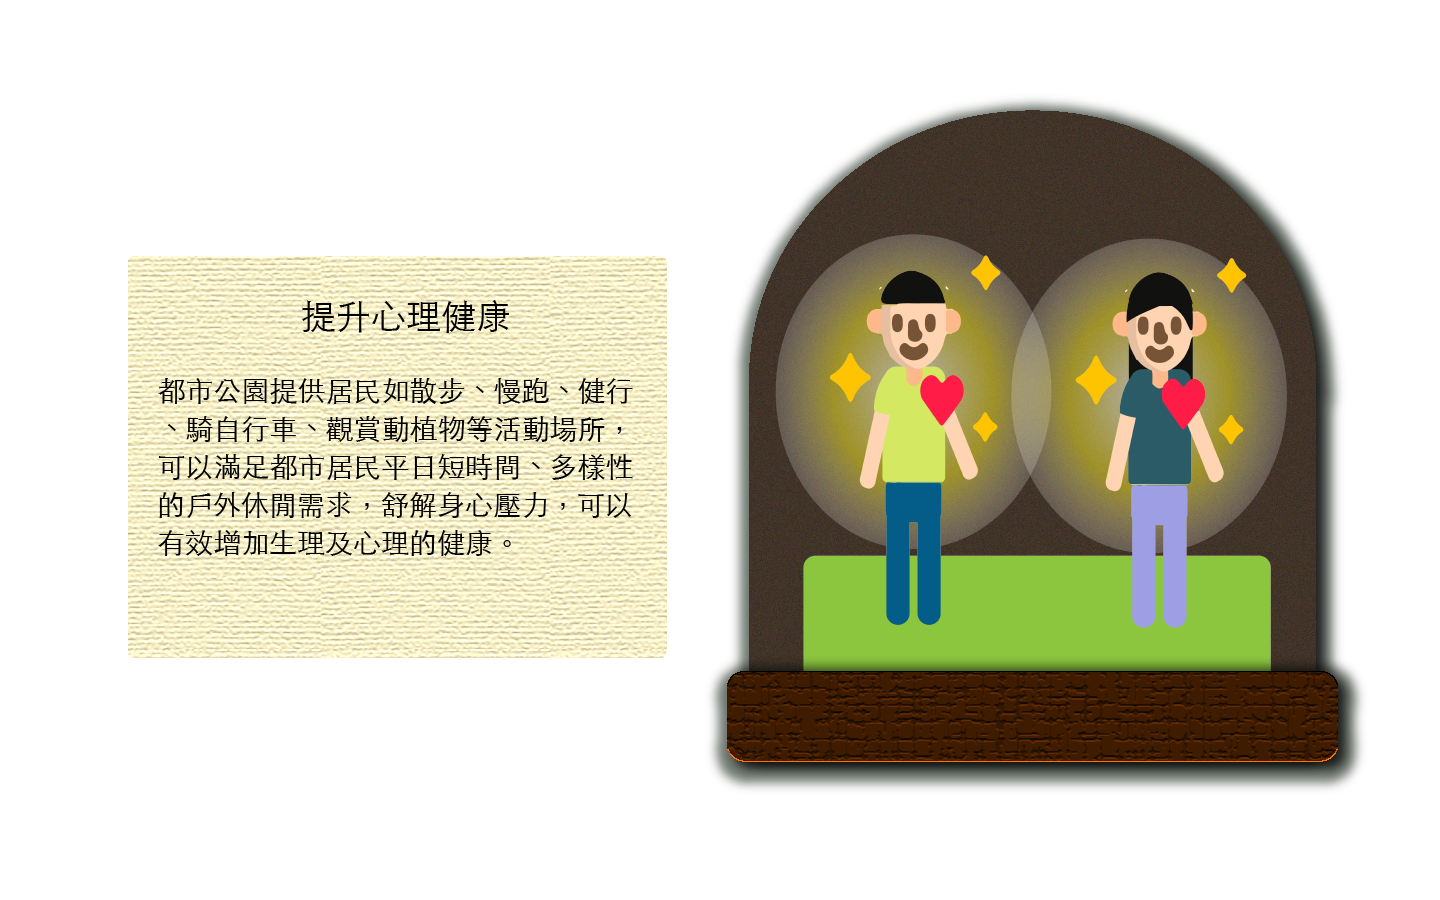 提升心理健康
都市公園提供居民如散步、慢跑、健行
、騎自行車、觀賞動植物等活動場所，
可以滿足都市居民平日短時間、多樣性
的戶外休閒需求，舒解身心壓力，可以
有效增加生理及心理的健康。